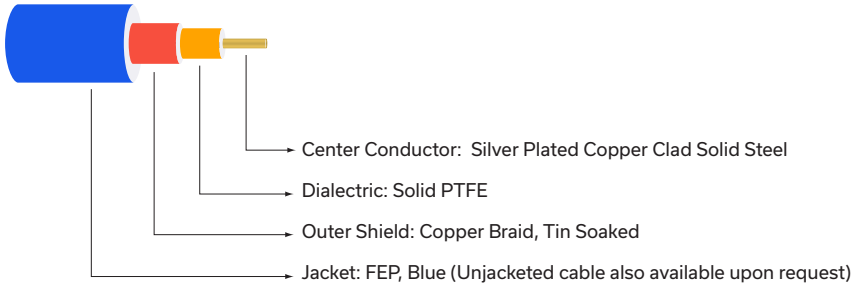 Center Conductor:  Silver Plated Copper Clad Solid Steel
Dialectric: Solid PTFE
Outer Shield: Copper Braid, Tin Soaked
Jacket: FEP, Blue (Unjacketed cable also available upon request)